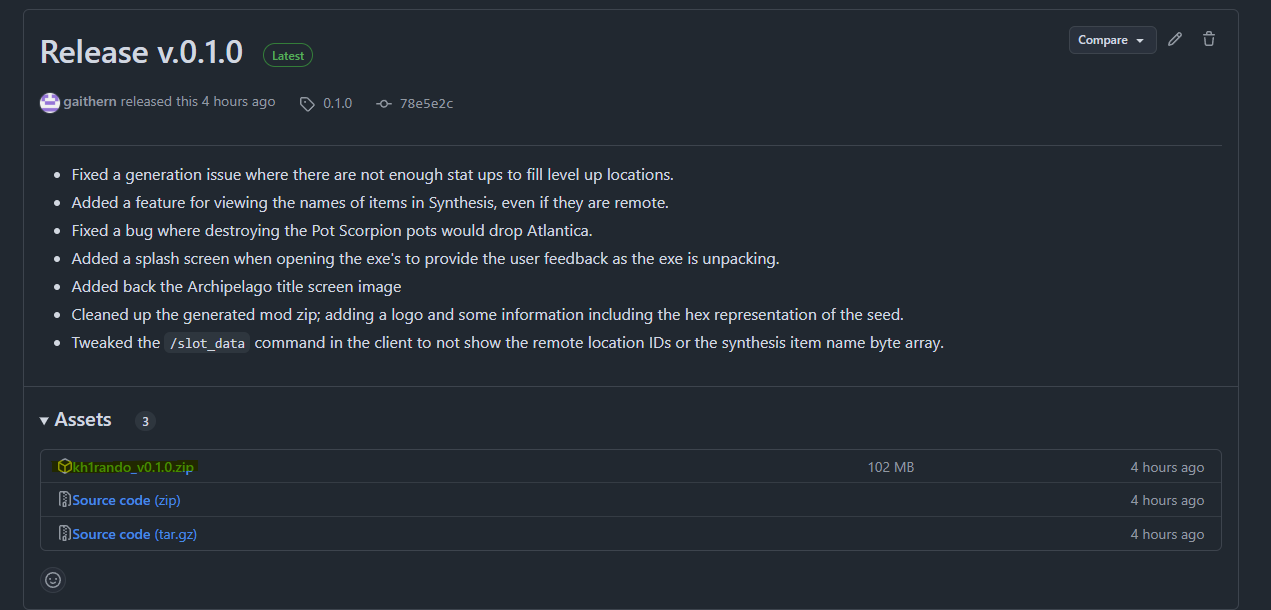 Release v.0.1.0 Latest Compare
gaithern released this 4 hours ago 0.1.0 78e5e2c
Fixed a generation issue where there are not enough stat ups to fill level up locations.
Added a feature for viewing the names of items in Synthesis, even if they are remote.
Fixed a bug where destroying the Pot Scorpion pots would drop Atlantica.
Added a splash screen when opening the exe's to provide the user feedback as the exe is unpacking.
Added back the Archipelago title screen image
Cleaned up the generated mod zip; adding a logo and some information including the hex representation of the seed.
Tweaked the /slot_data command in the client to not show the remote location IDs or the synthesis item name byte array.
Assets 3
kh1rando_v0.1.0.zip 102 MB 4 hours ago
Source code (zip) 4 hours ago
Source code (tar.gz) 4 hours ago